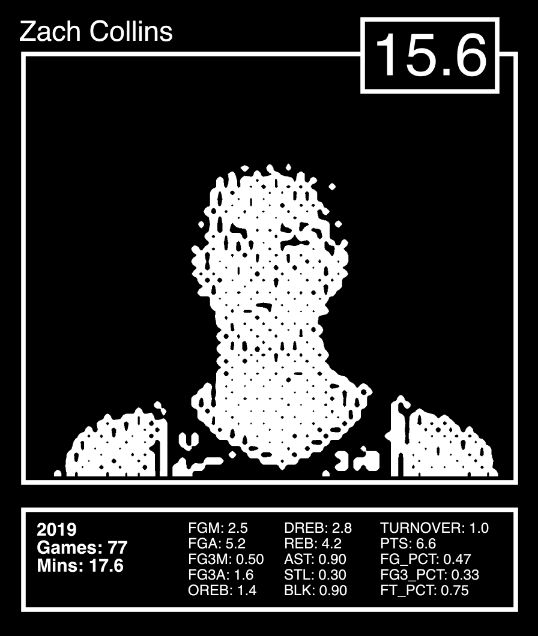 Zach Collins
15.6
2019
Games: 77
Mins: 17.6
FGM: 2.5
FGA: 5.2
FG3M: 0.50
FG3A: 1.6
OREB: 1.4
DREB: 2.8
REB: 4.2
AST: 0.90
STL: 0.30
BLK: 0.90
TURNOVER: 1.0
PTS: 6.6
FG_PCT: 0.47
FG3_PCT: 0.33
FT_PCT: 0.75